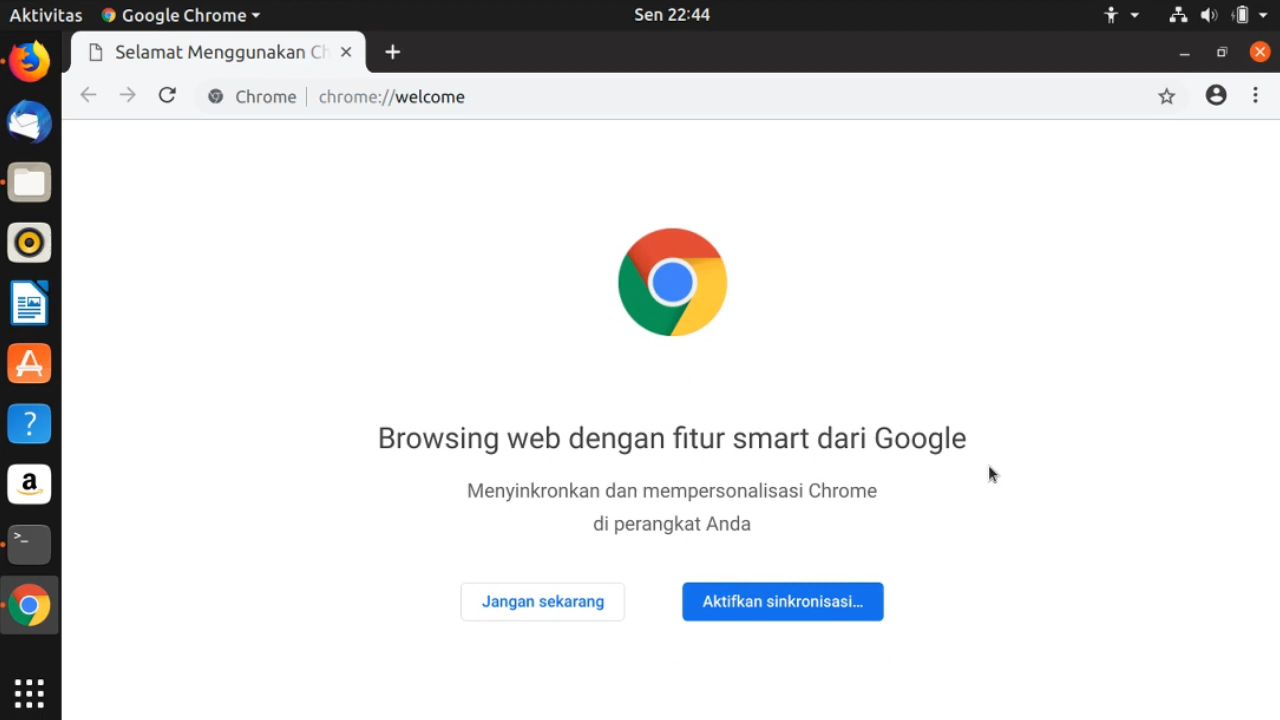 Aktivitas
Google Chrome
Sen 22:44
Selamat Menggunakan Ch
Chrome
chrome://welcome
Browsing web dengan fitur smart dari Google
Menyinkronkan dan mempersonalisasi Chrome
di perangkat Anda
Jangan sekarang
Aktifkan sinkronisasi...
?
a
>_